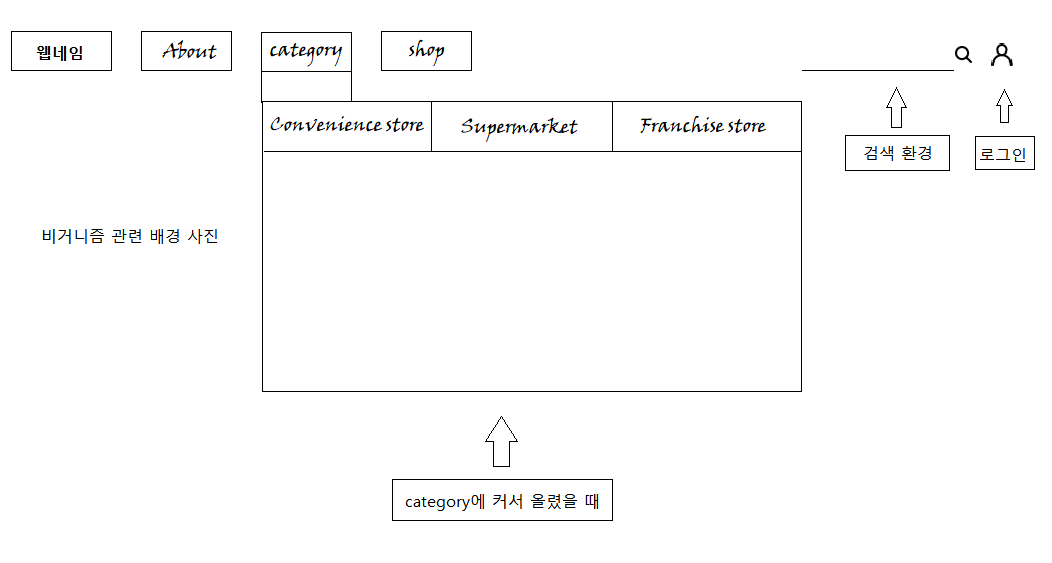 웹네임 About category shop
Convenience store Supermarket Franchise store
검색 환경 로그인
비거니즘 관련 배경 사진
category에 커서 올렸을 때